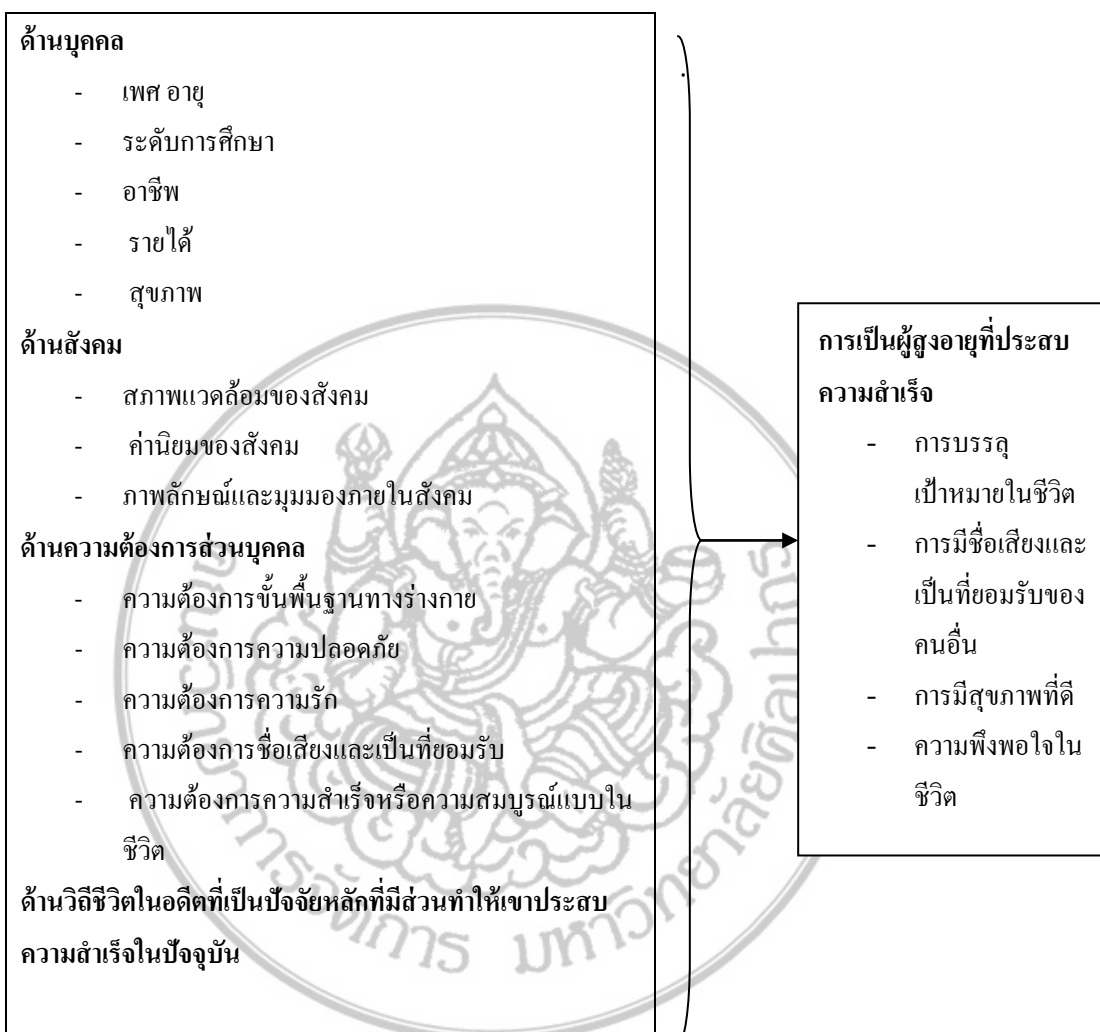 ด้านบุคคล
- เพศ อายุ
- ระดับการศึกษา
- อาชีพ
- รายได้
- สุขภาพ
ด้านสังคม
- สภาพแวดล้อมของสังคม
- ค่านิยมของสังคม
- ภาพลักษณ์และมุมมองภายในสังคม
ด้านความต้องการส่วนบุคคล
- ความต้องการขั้นพื้นฐานทางร่างกาย
- ความต้องการความปลอดภัย
- ความต้องการความรัก
- ความต้องการชื่อเสียงและเป็นที่ยอมรับ
- ความต้องการความสำเร็จหรือความสมบูรณ์แบบใน
ชีวิต
ด้านวิถีชีวิตในอดีตที่เป็นปัจจัยหลักที่มีส่วนทำให้เขาประสบ
ความสำเร็จในปัจจุบัน
การเป็นผู้สูงอายุที่ประสบ
ความสำเร็จ
- การบรรลุ
เป้าหมายในชีวิต
- การมีชื่อเสียงและ
เป็นที่ยอมรับของ
คนอื่น
- การมีสุขภาพที่ดี
- ความพึงพอใจใน
ชีวิต